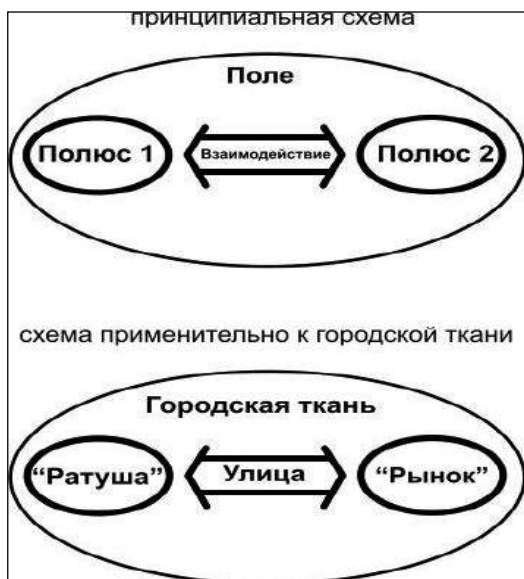 принципиальная схема
Поле
Полюс 1
Взаимодействие
Полюс 2
схема применительно к городской ткани
Городская ткань
“Ратуша”
Улица
“Рынок”